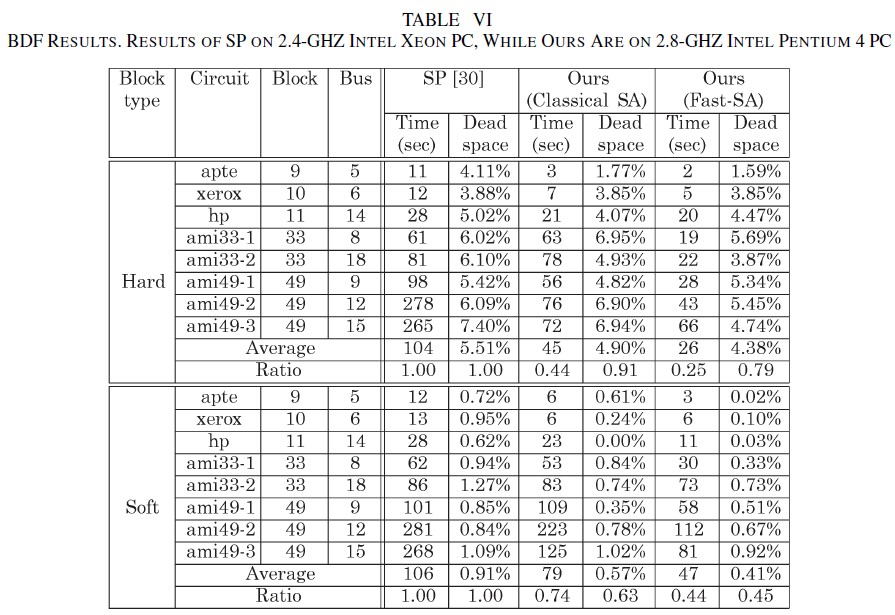 TABLE VI
BDF RESULTS. RESULTS OF SP ON 2.4-GHZ INTEL XEON PC, WHILE OURS ARE ON 2.8-GHZ INTEL PENTIUM 4 PC
Block type Circuit Block Bus SP [30] Ours (Classical SA) Ours (Fast-SA)
Time (sec) Dead space Time (sec) Dead space Time (sec) Dead space
Hard
apte 9 5 11 4.11% 3 1.77% 2 1.59%
xerox 10 6 12 3.88% 7 3.85% 5 3.85%
hp 11 14 28 5.02% 21 4.07% 20 4.47%
ami33-1 33 8 61 6.02% 63 6.95% 19 5.69%
ami33-2 33 18 81 6.10% 78 4.93% 22 3.87%
ami49-1 49 9 98 5.42% 56 4.82% 28 5.34%
ami49-2 49 12 278 6.09% 76 6.90% 43 5.45%
ami49-3 49 15 265 7.40% 72 6.94% 66 4.74%
Average 104 5.51% 45 4.90% 26 4.38%
Ratio 1.00 1.00 0.44 0.91 0.25 0.79
Soft
apte 9 5 12 0.72% 6 0.61% 3 0.02%
xerox 10 6 13 0.95% 6 0.24% 6 0.10%
hp 11 14 28 0.62% 23 0.00% 11 0.03%
ami33-1 33 8 62 0.94% 53 0.84% 30 0.33%
ami33-2 33 18 86 1.27% 83 0.74% 73 0.73%
ami49-1 49 9 101 0.85% 109 0.35% 58 0.51%
ami49-2 49 12 281 0.84% 223 0.78% 112 0.67%
ami49-3 49 15 268 1.09% 125 1.02% 81 0.92%
Average 106 0.91% 79 0.57% 47 0.41%
Ratio 1.00 1.00 0.74 0.63 0.44 0.45